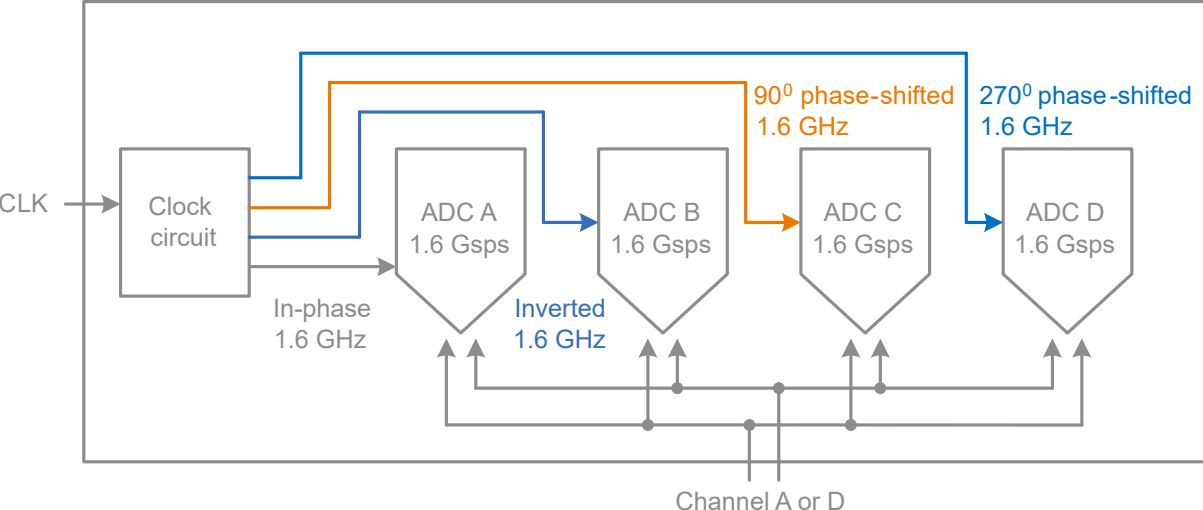 90⁰ phase-shifted
1.6 GHz
270⁰ phase-shifted
1.6 GHz
CLK
Clock
circuit
ADC A
1.6 Gsps
ADC B
1.6 Gsps
ADC C
1.6 Gsps
ADC D
1.6 Gsps
In-phase
1.6 GHz
Inverted
1.6 GHz
Channel A or D